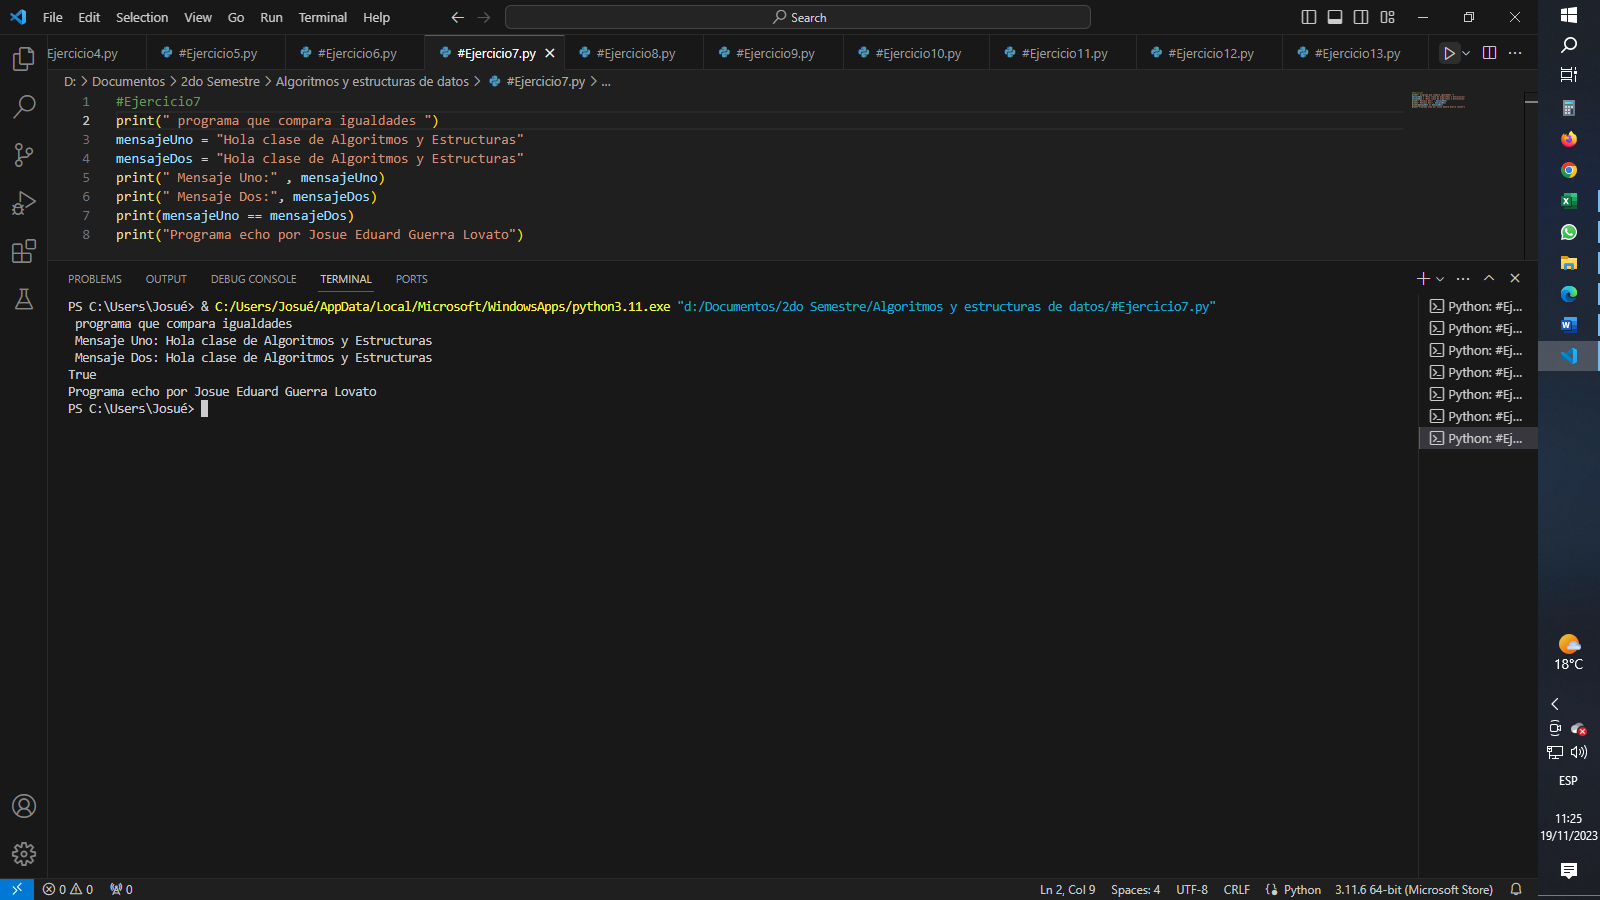 File Edit Selection View Go Run Terminal Help Search
Ejercicio4.py #Ejercicio5.py #Ejercicio6.py #Ejercicio7.py #Ejercicio8.py #Ejercicio9.py #Ejercicio10.py #Ejercicio11.py #Ejercicio12.py #Ejercicio13.py
D: > Documentos > 2do Semestre > Algoritmos y estructuras de datos > #Ejercicio7.py > ...
1 #Ejercicio7
2 print(" programa que compara igualdades ")
3 mensajeUno = "Hola clase de Algoritmos y Estructuras"
4 mensajeDos = "Hola clase de Algoritmos y Estructuras"
5 print(" Mensaje Uno:" , mensajeUno)
6 print(" Mensaje Dos:", mensajeDos)
7 print(mensajeUno == mensajeDos)
8 print("Programa echo por Josue Eduard Guerra Lovato")
PROBLEMS OUTPUT DEBUG CONSOLE TERMINAL PORTS
PS C:\Users\Josué> & C:/Users/Josué/AppData/Local/Microsoft/WindowsApps/python3.11.exe "d:/Documentos/2do Semestre/Algoritmos y estructuras de datos/#Ejercicio7.py"
programa que compara igualdades
Mensaje Uno: Hola clase de Algoritmos y Estructuras
Mensaje Dos: Hola clase de Algoritmos y Estructuras
True
Programa echo por Josue Eduard Guerra Lovato
PS C:\Users\Josué>
Python: #Ej...
Python: #Ej...
Python: #Ej...
Python: #Ej...
Python: #Ej...
Python: #Ej...
Python: #Ej...
18°C
ESP
11:25
19/11/2023
0 0 0 Ln 2, Col 9 Spaces: 4 UTF-8 CRLF Python 3.11.6 64-bit (Microsoft Store)